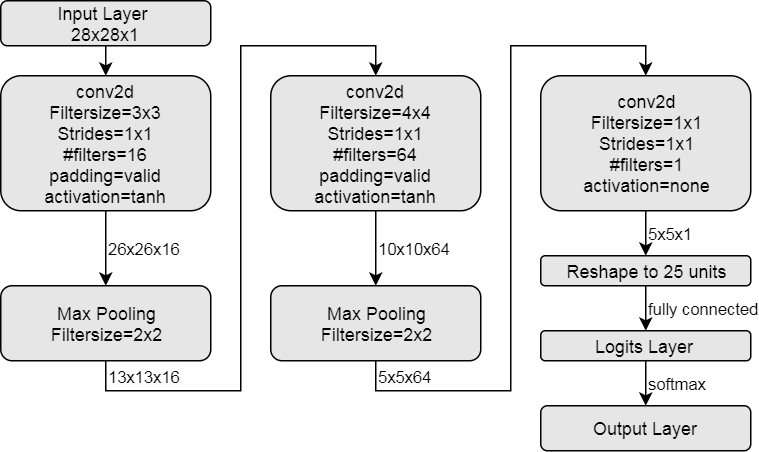 Input Layer
28x28x1
conv2d
Filtersize=3x3
Strides=1x1
#filters=16
padding=valid
activation=tanh
26x26x16
Max Pooling
Filtersize=2x2
13x13x16
conv2d
Filtersize=4x4
Strides=1x1
#filters=64
padding=valid
activation=tanh
10x10x64
Max Pooling
Filtersize=2x2
5x5x64
conv2d
Filtersize=1x1
Strides=1x1
#filters=1
activation=none
5x5x1
Reshape to 25 units
fully connected
Logits Layer
softmax
Output Layer